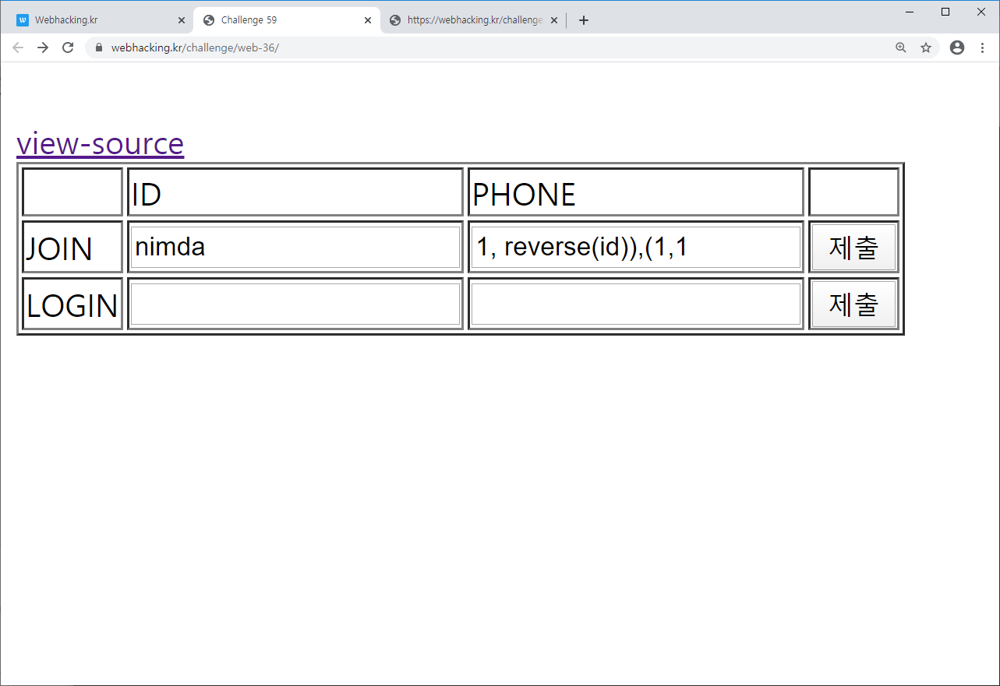 Webhacking.kr
Challenge 59
https://webhacking.kr/challenge
webhacking.kr/challenge/web-36/
view-source
ID PHONE
JOIN nimda 1, reverse(id)),(1,1 제출
LOGIN 제출